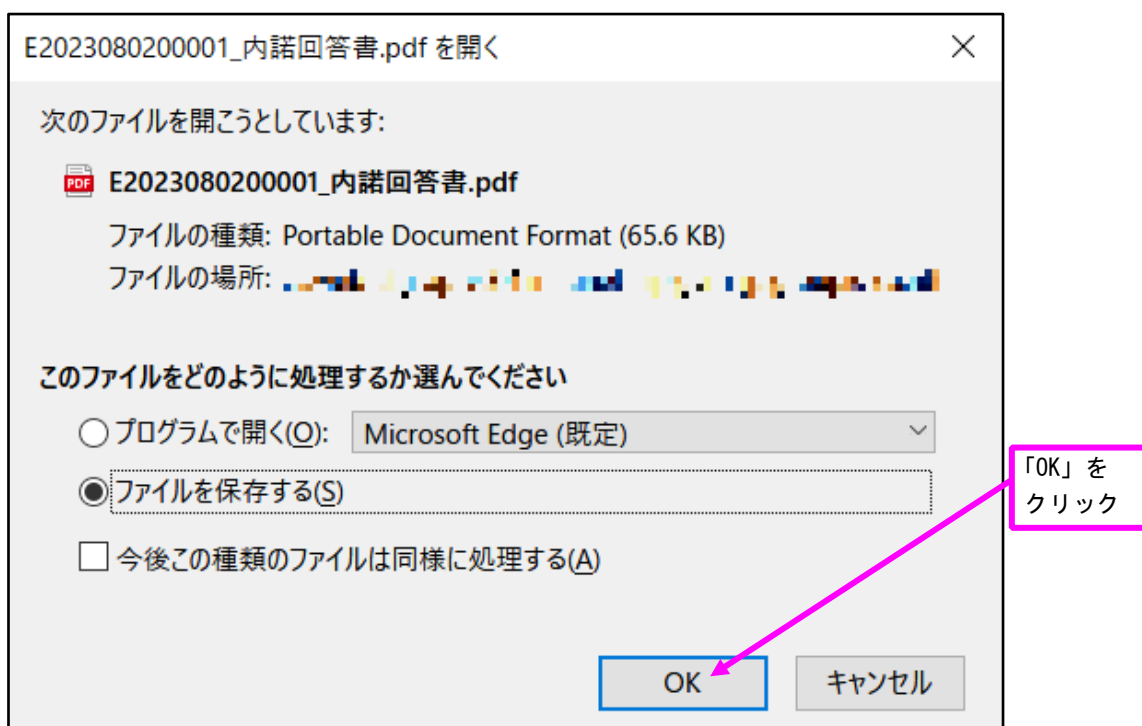 E2023080200001_内諾回答書.pdf を開く
次のファイルを開こうとしています:
PDF E2023080200001_内諾回答書.pdf
ファイルの種類: Portable Document Format (65.6 KB)
ファイルの場所:
このファイルをどのように処理するか選んでください
プログラムで開く(O): Microsoft Edge (既定)
ファイルを保存する(S)
今後この種類のファイルは同様に処理する(A)
OK キャンセル
「OK」を
クリック